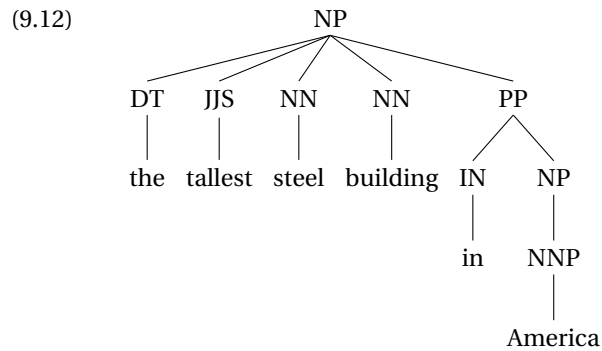 (9.12) NP
DT JJS NN NN PP
the tallest steel building IN NP
in NNP
America